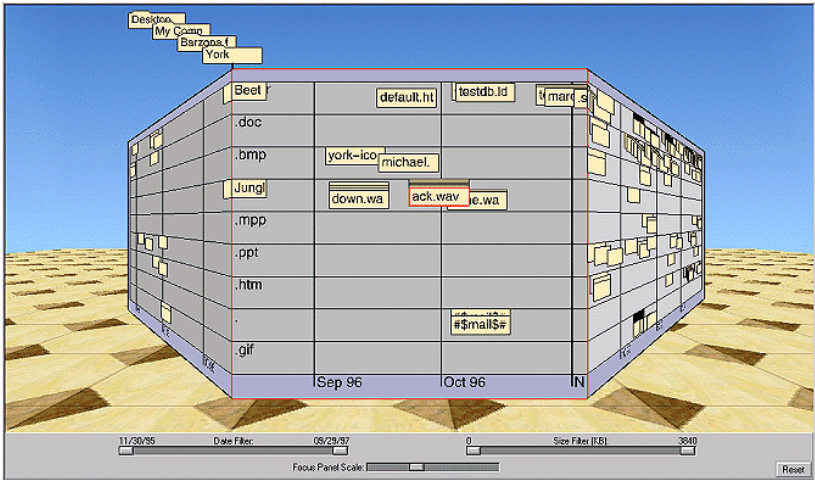 Desktop
My Comp
Barzona.f
York
Beet
default.ht
testdb.ld
marc
.s
.doc
.bmp
york-ico
michael.
Jungl
down.wa
ack.wav
ne.wa
.mpp
.ppt
.htm
#$mail$#
.
.gif
Sep 96
Oct 96
N
11/30/95
Date Filter:
09/29/97
0
Size Filter (KB):
3840
Focus Panel Scale:
Reset